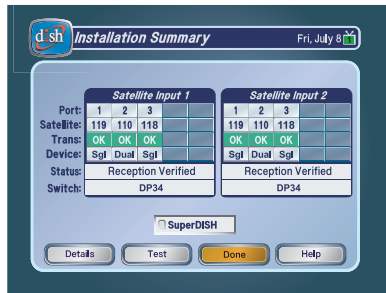 dish Installation Summary Fri, July 8
Satellite Input 1 Satellite Input 2
Port: 1 2 3 1 2 3
Satellite: 119 110 118 119 110 118
Trans: OK OK OK OK OK OK
Device: Sgl Dual Sgl Sgl Dual Sgl
Status: Reception Verified Reception Verified
Switch: DP34 DP34
SuperDISH
Details Test Done Help